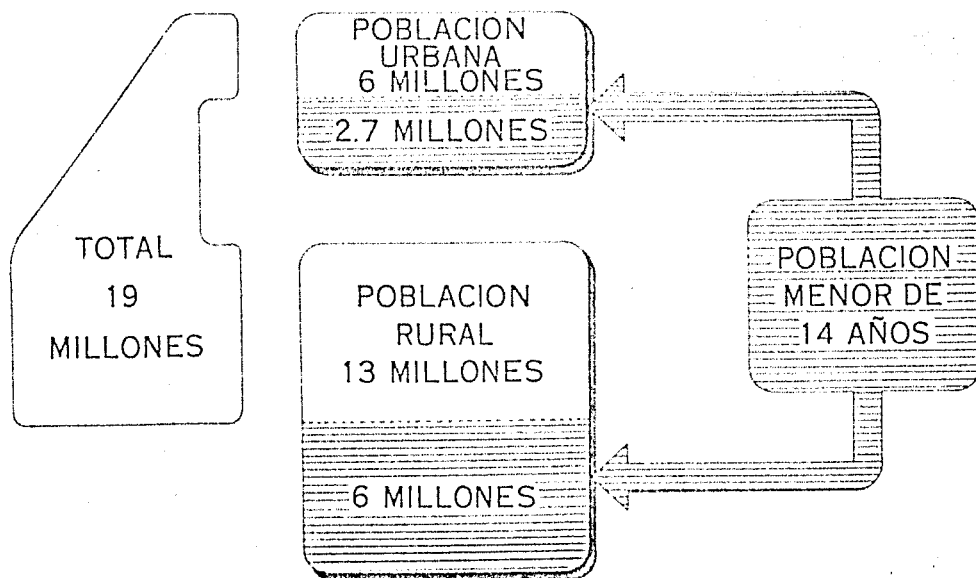 TOTAL
19
MILLONES
POBLACION
URBANA
6 MILLONES
2.7 MILLONES
POBLACION
RURAL
13 MILLONES
6 MILLONES
POBLACION
MENOR DE
14 AÑOS